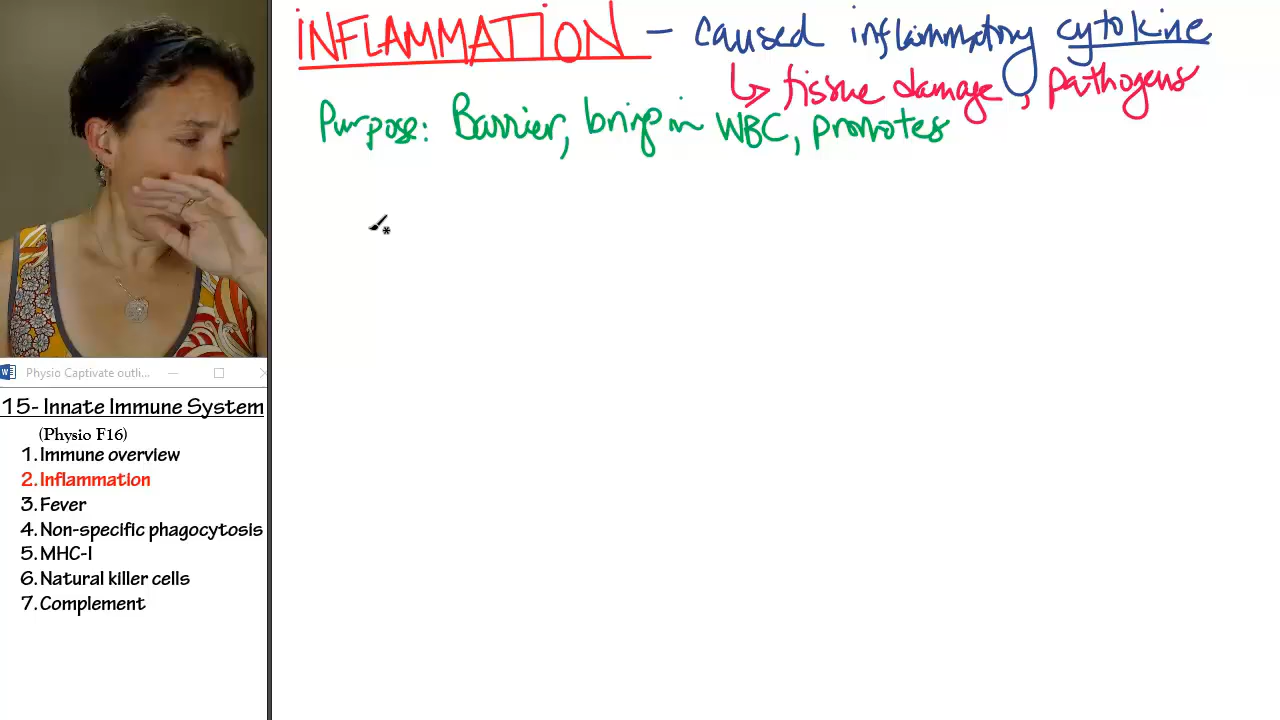 INFLAMMATION – caused inflammatory cytokine
↳ tissue damage, pathogens
Purpose: Barrier, bring in WBC, promotes
Physio Captivate outli...
15- Innate Immune System
(Physio F16)
1. Immune overview
2. Inflammation
3. Fever
4. Non-specific phagocytosis
5. MHC-I
6. Natural killer cells
7. Complement